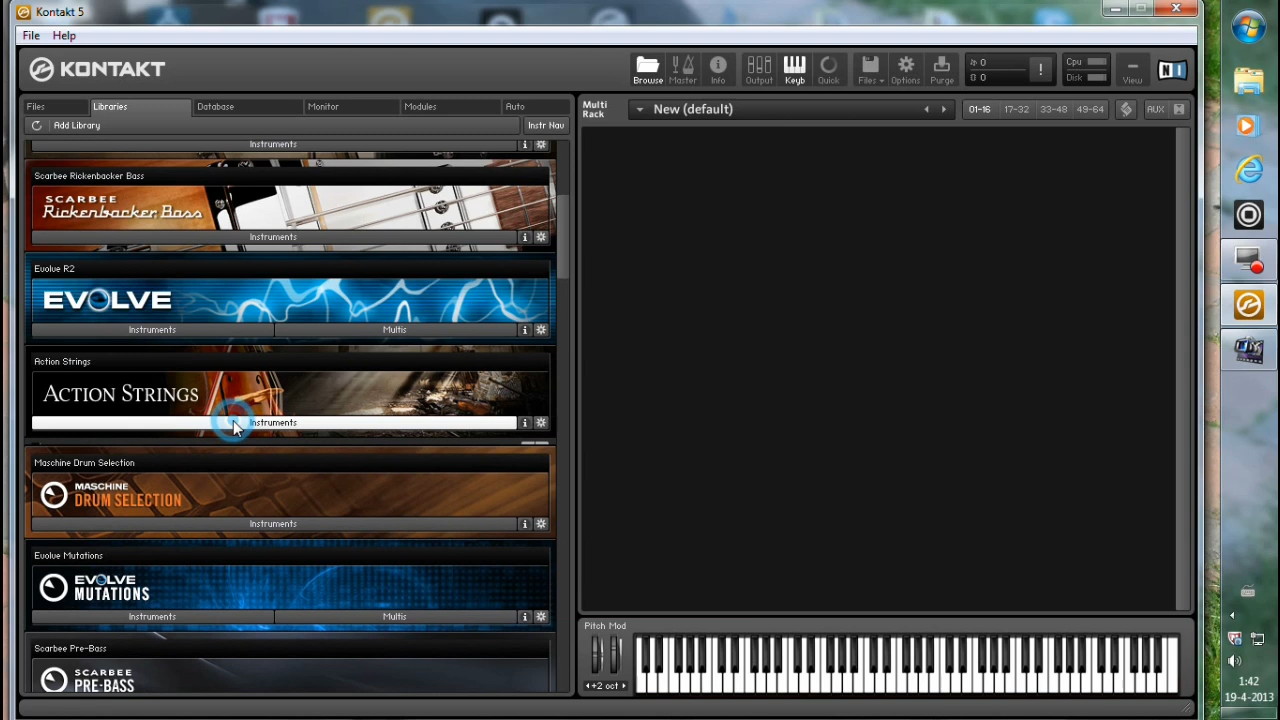 Kontakt 5
File Help
KONTAKT
Browse Master Info Output Keyb Quick Files Options Purge 0 0 ! Cpu Disk View NI
Files Libraries Database Monitor Modules Auto
Add Library Instr Nav
Multi Rack New (default) 01-16 17-32 33-48 49-64 AUX
Instruments i
Scarbee Rickenbacker Bass
SCARBEE
Rickenbacker Bass
Instruments i
Evolve R2
EVOLVE
Instruments Multis i
Action Strings
ACTION STRINGS
Instruments i
Maschine Drum Selection
MASCHINE
DRUM SELECTION
Instruments i
Evolve Mutations
EVOLVE
MUTATIONS
Instruments Multis i
Scarbee Pre-Bass
SCARBEE
PRE-BASS
Pitch Mod
+2 oct
1:42
19-4-2013